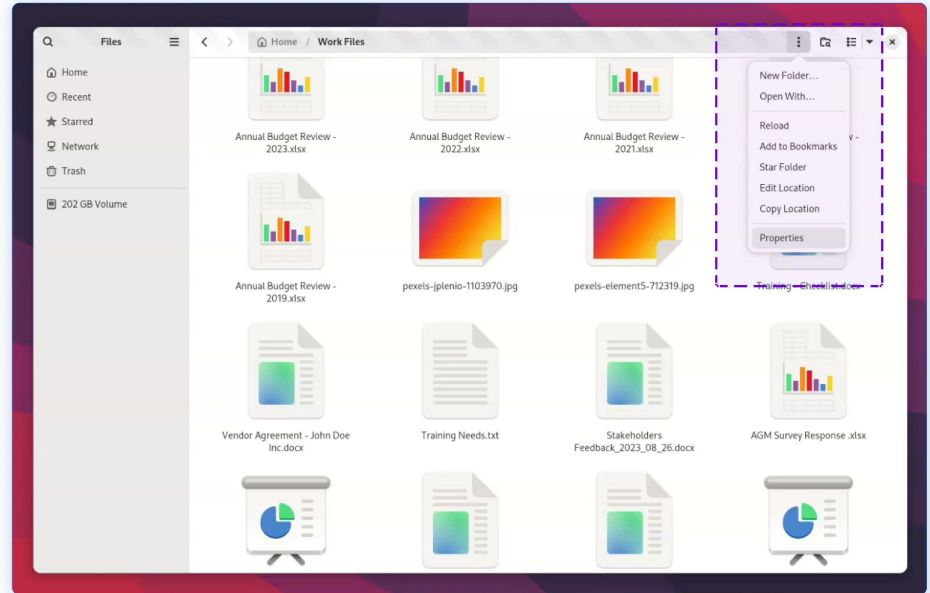 Files
Home / Work Files
Home
Recent
Starred
Network
Trash
202 GB Volume
New Folder...
Open With...
Reload
Add to Bookmarks
Star Folder
Edit Location
Copy Location
Properties
Annual Budget Review -
2023.xlsx
Annual Budget Review -
2022.xlsx
Annual Budget Review -
2021.xlsx
Annual Budget Review -
2019.xlsx
pexels-jplenio-1103970.jpg
pexels-element5-712319.jpg
Training - Checklist.docx
Vendor Agreement - John Doe
Inc.docx
Training Needs.txt
Stakeholders
Feedback_2023_08_26.docx
AGM Survey Response .xlsx